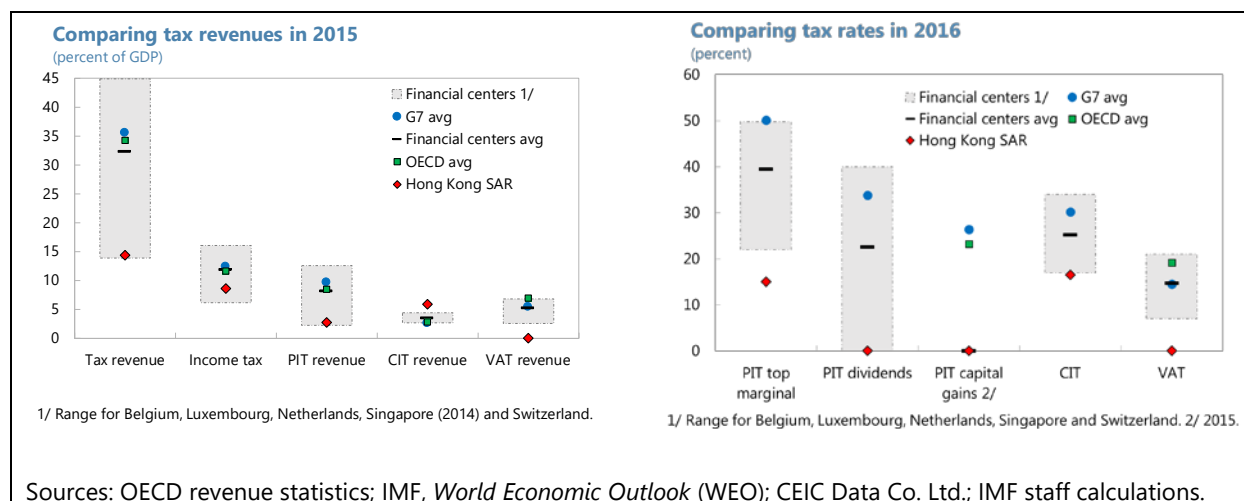 Comparing tax revenues in 2015
(percent of GDP)
45
40
35
30
25
20
15
10
5
0
Financial centers 1/
G7 avg
Financial centers avg
OECD avg
Hong Kong SAR
Tax revenue
Income tax
PIT revenue
CIT revenue
VAT revenue
1/ Range for Belgium, Luxembourg, Netherlands, Singapore (2014) and Switzerland.
Comparing tax rates in 2016
(percent)
60
50
40
30
20
10
0
Financial centers 1/
G7 avg
Financial centers avg
OECD avg
Hong Kong SAR
PIT top
marginal
PIT dividends
PIT capital
gains 2/
CIT
VAT
1/ Range for Belgium, Luxembourg, Netherlands, Singapore and Switzerland. 2/ 2015.
Sources: OECD revenue statistics; IMF, World Economic Outlook (WEO); CEIC Data Co. Ltd.; IMF staff calculations.